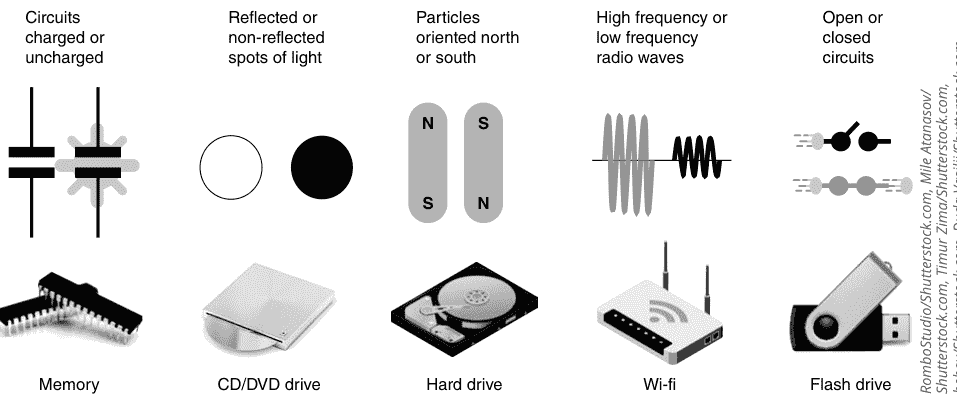 Circuits
charged or
uncharged
Reflected or
non-reflected
spots of light
Particles
oriented north
or south
High frequency or
low frequency
radio waves
Open or
closed
circuits
N
S
S
N
Memory
CD/DVD drive
Hard drive
Wi-fi
Flash drive
RomboStudio/Shutterstock.com, Mile Atanasov/
Shutterstock.com, Timur Zima/Shutterstock.com,